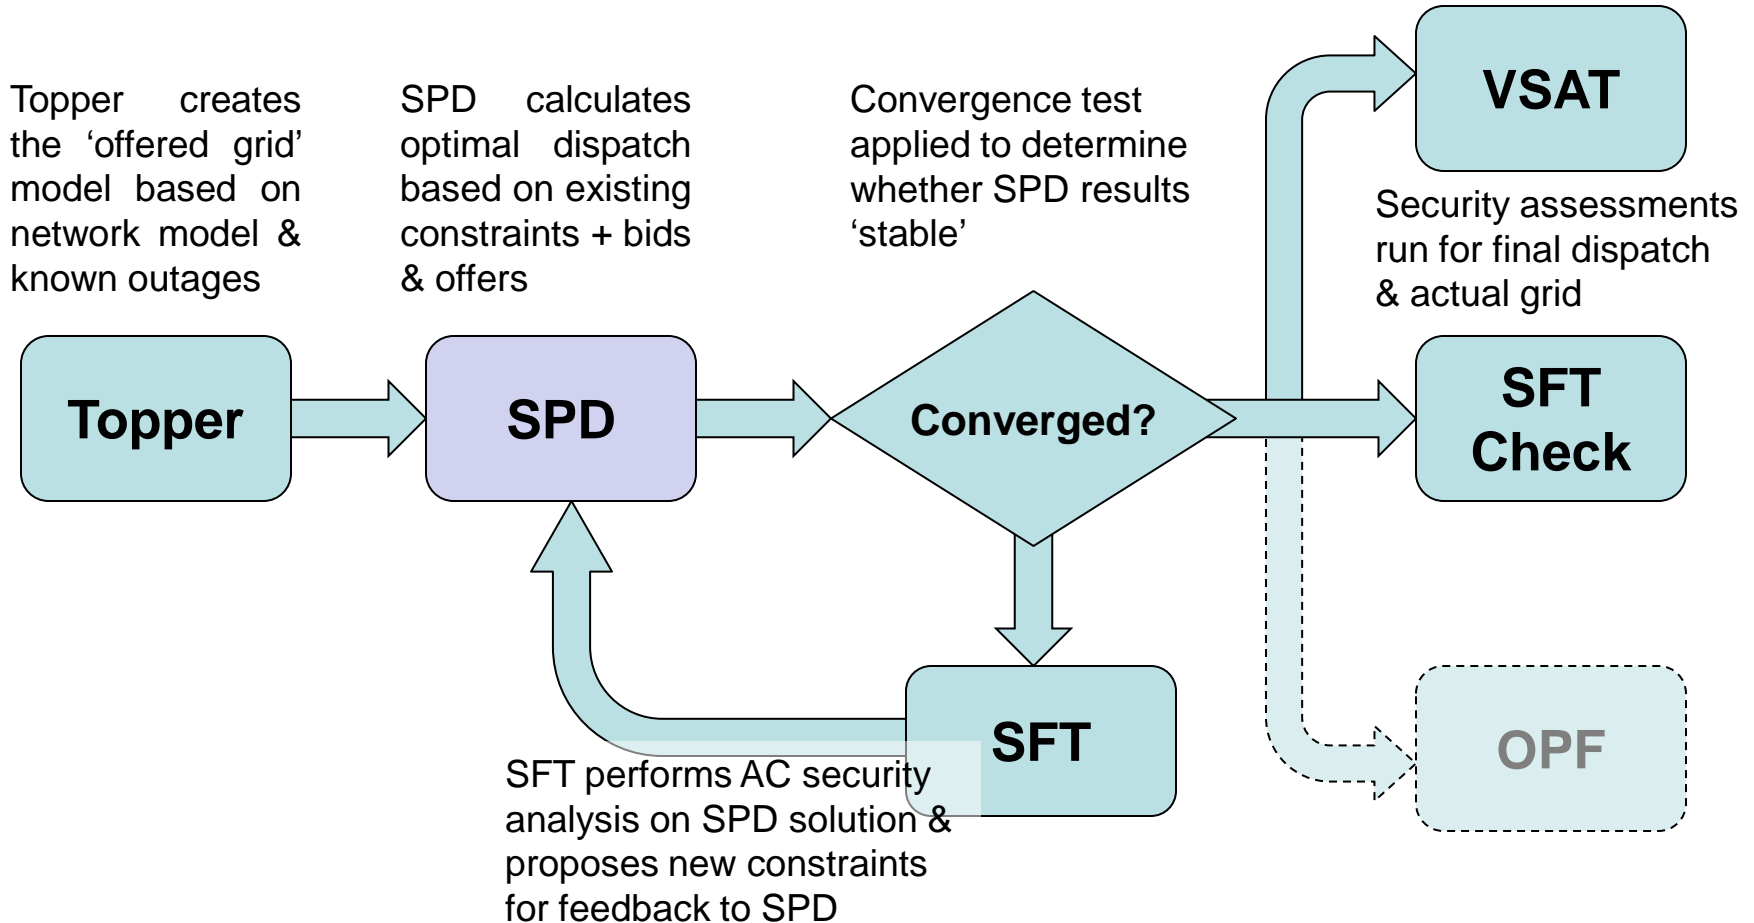 Topper creates
the ‘offered grid’
model based on
network model &
known outages
SPD calculates
optimal dispatch
based on existing
constraints + bids
& offers
Convergence test
applied to determine
whether SPD results
‘stable’
VSAT
Security assessments
run for final dispatch
& actual grid
Topper
SPD
Converged?
SFT
Check
SFT
OPF
SFT performs AC security
analysis on SPD solution &
proposes new constraints
for feedback to SPD